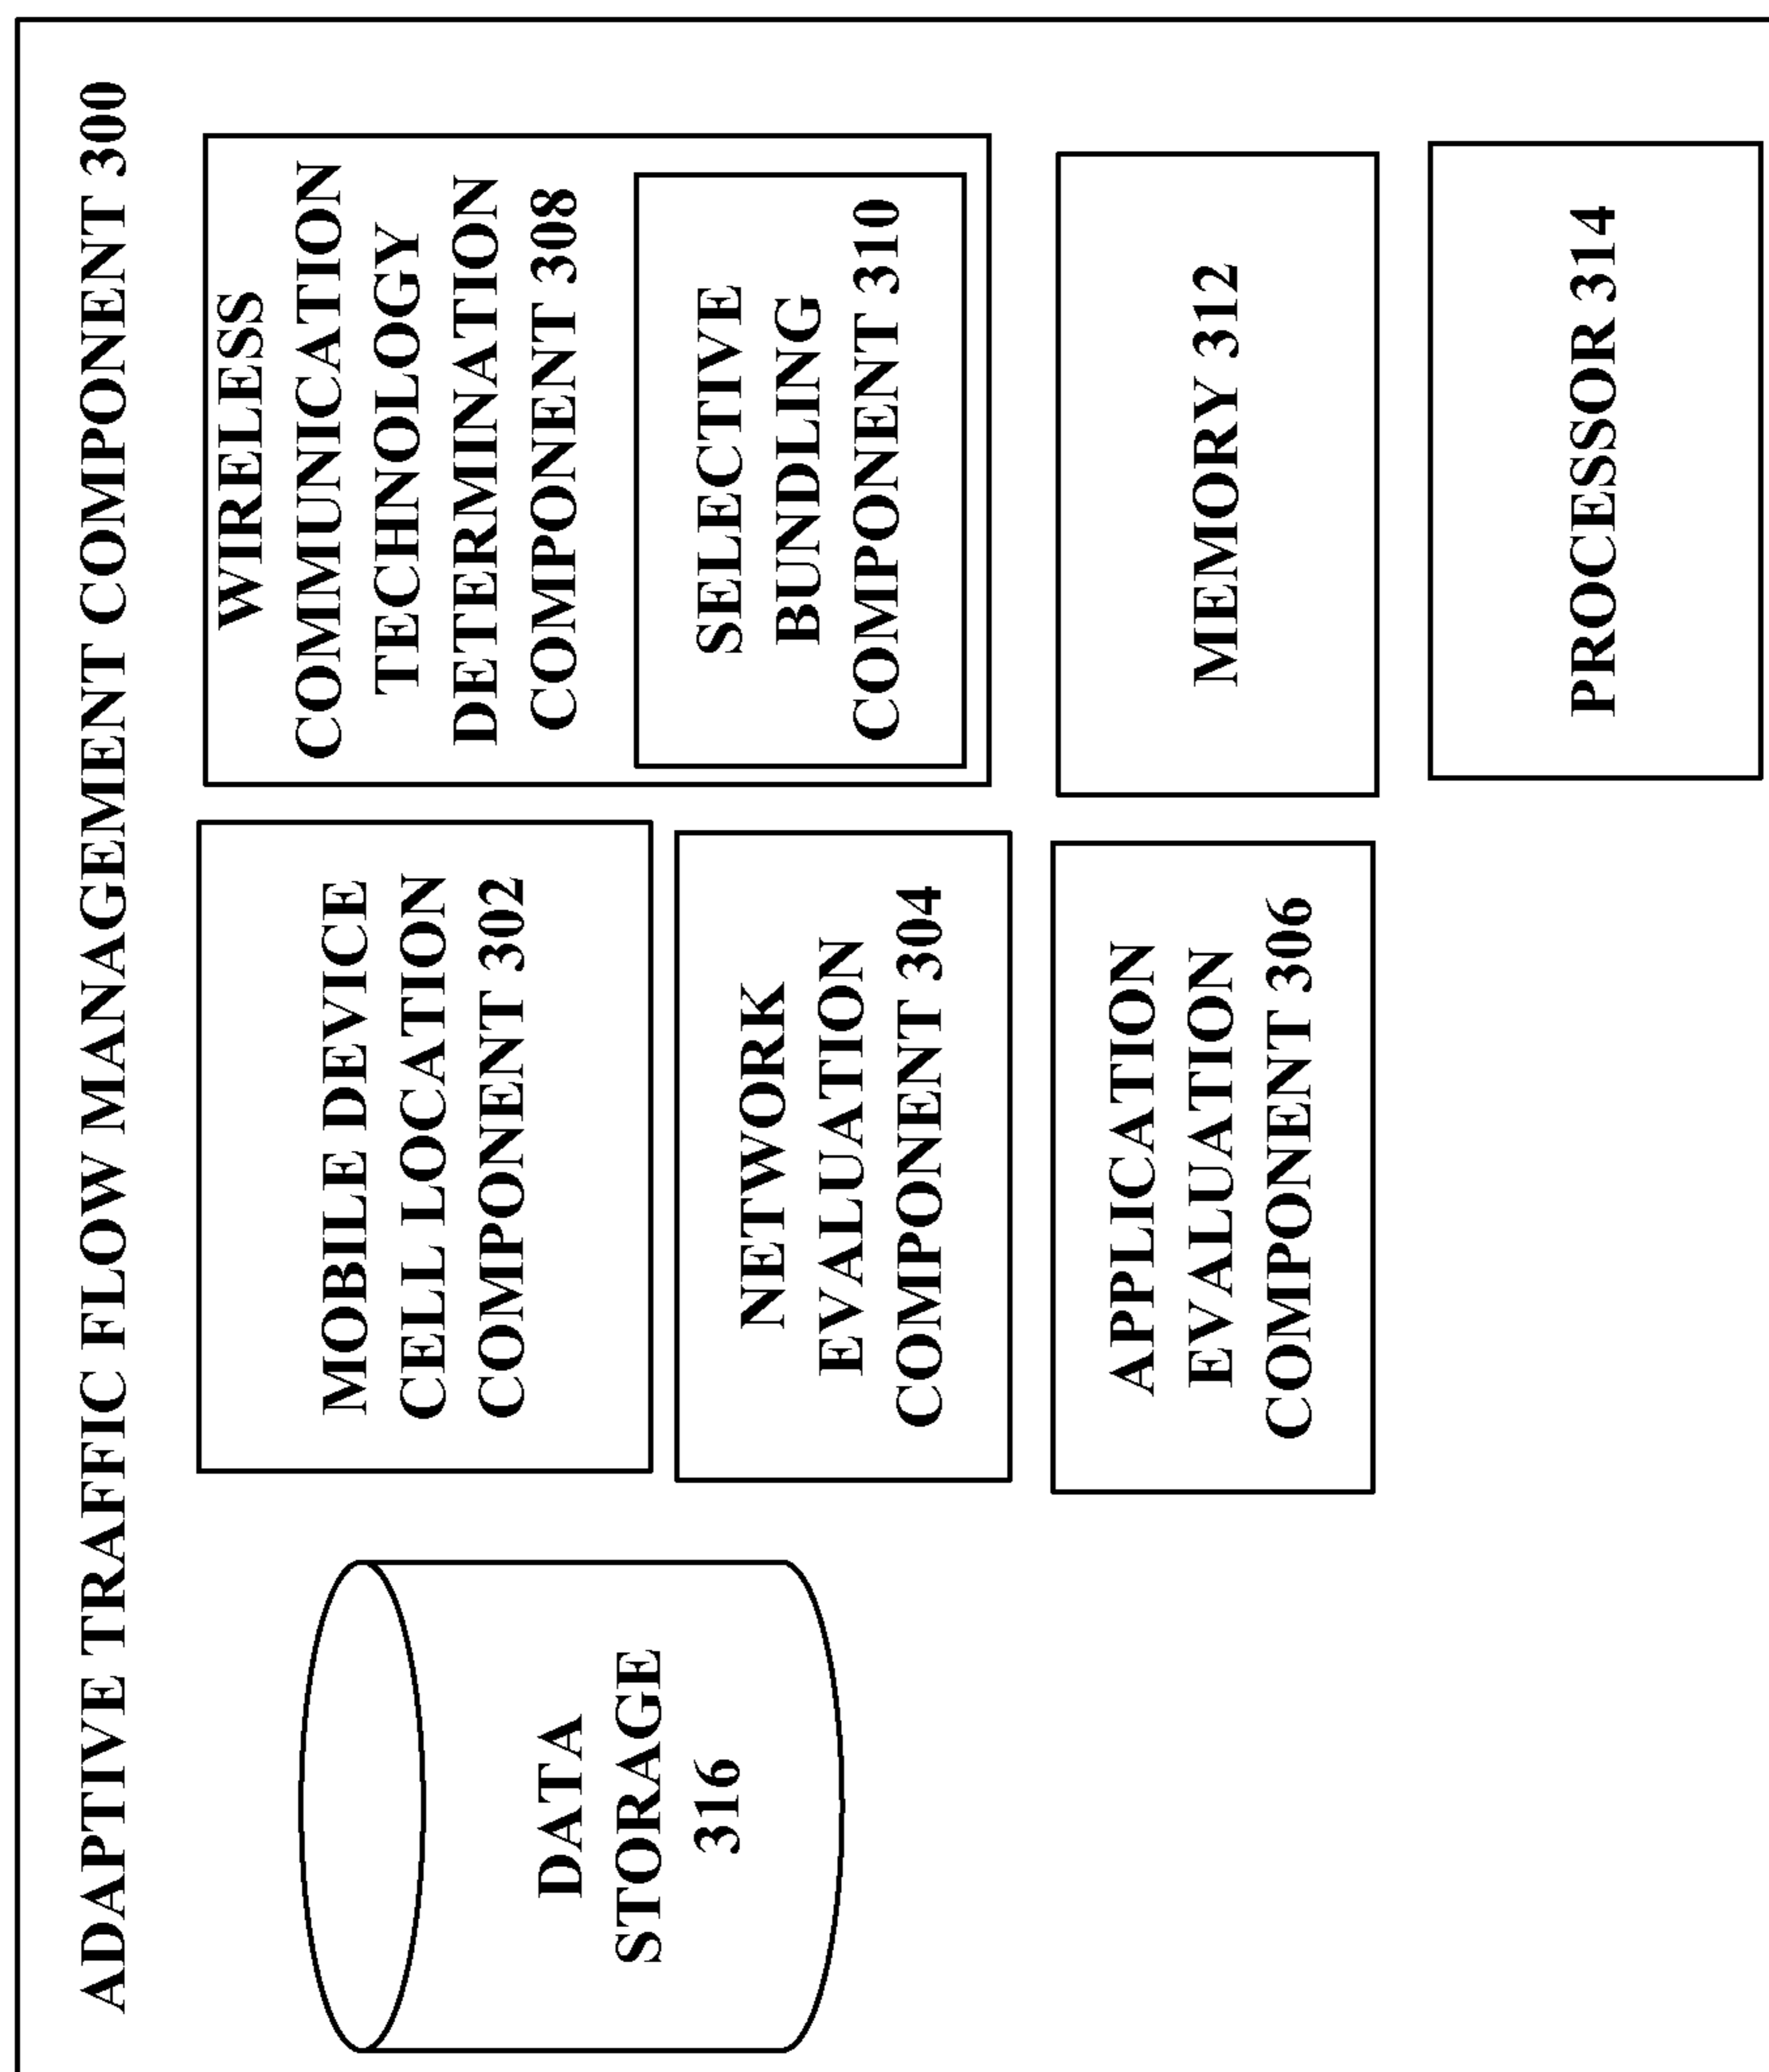 ADAPTIVE TRAFFIC FLOW MANAGEMENT COMPONENT 300
DATA
STORAGE
316
MOBILE DEVICE
CELL LOCATION
COMPONENT 302
NETWORK
EVALUATION
COMPONENT 304
APPLICATION
EVALUATION
COMPONENT 306
WIRELESS
COMMUNICATION
TECHNOLOGY
DETERMINATION
COMPONENT 308
SELECTIVE
BUNDLING
COMPONENT 310
MEMORY 312
PROCESSOR 314